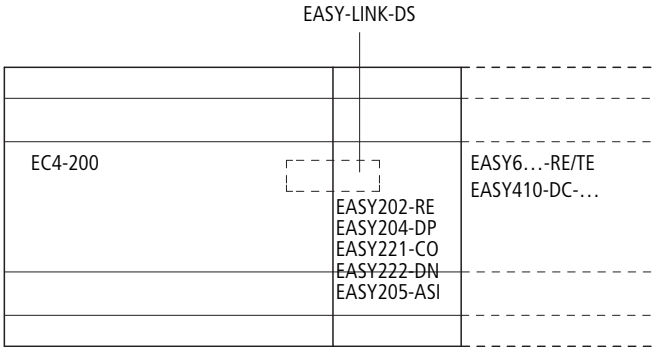 EASY-LINK-DS
EC4-200
EASY6…-RE/TE
EASY410-DC-…
EASY202-RE
EASY204-DP
EASY221-CO
EASY222-DN
EASY205-ASI